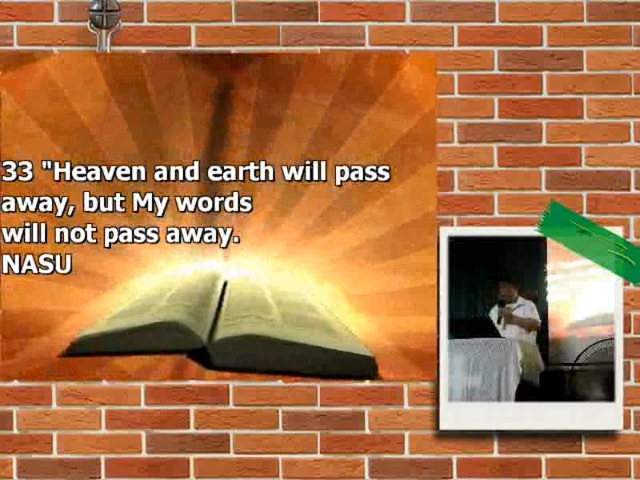 33 "Heaven and earth will pass
away, but My words
will not pass away.
NASU